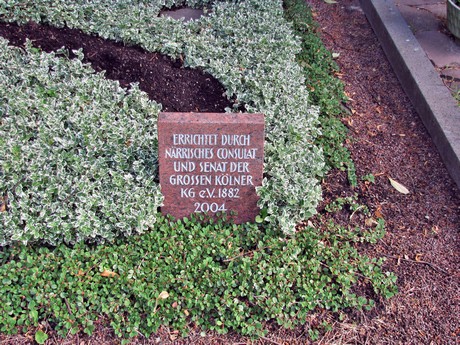 ERRICHTET DURCH
NÄRRISCHES CONSULAT
UND SENAT DER
GROSSEN KÖLNER
KG e.V. 1882
2004